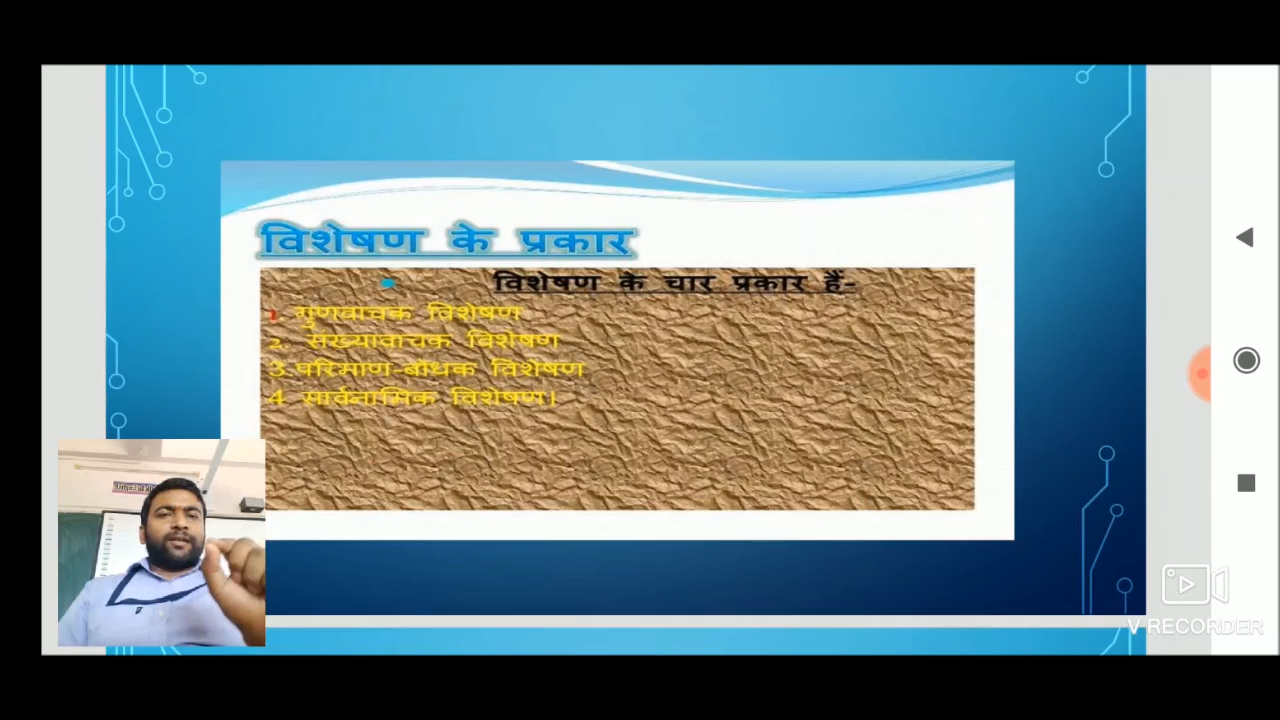 विशेषण के प्रकार
विशेषण के चार प्रकार हैं-
1. गुणवाचक विशेषण
2. संख्यावाचक विशेषण
3.परिमाण-बोधक विशेषण
4 सार्वनामिक विशेषण।
V RECORDER